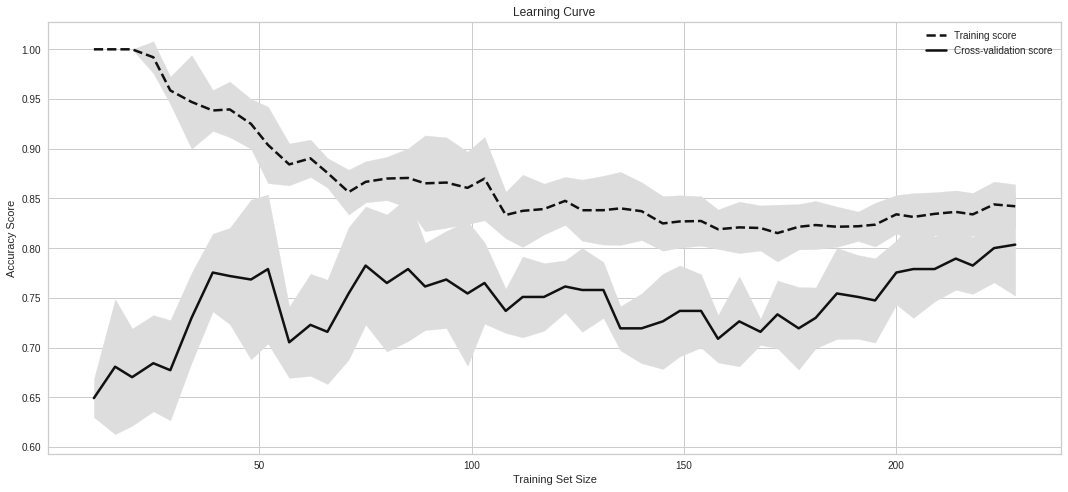 Learning Curve
Training score
Cross-validation score
1.00
0.95
0.90
0.85
0.80
0.75
0.70
0.65
0.60
Accuracy Score
50
100
150
200
Training Set Size